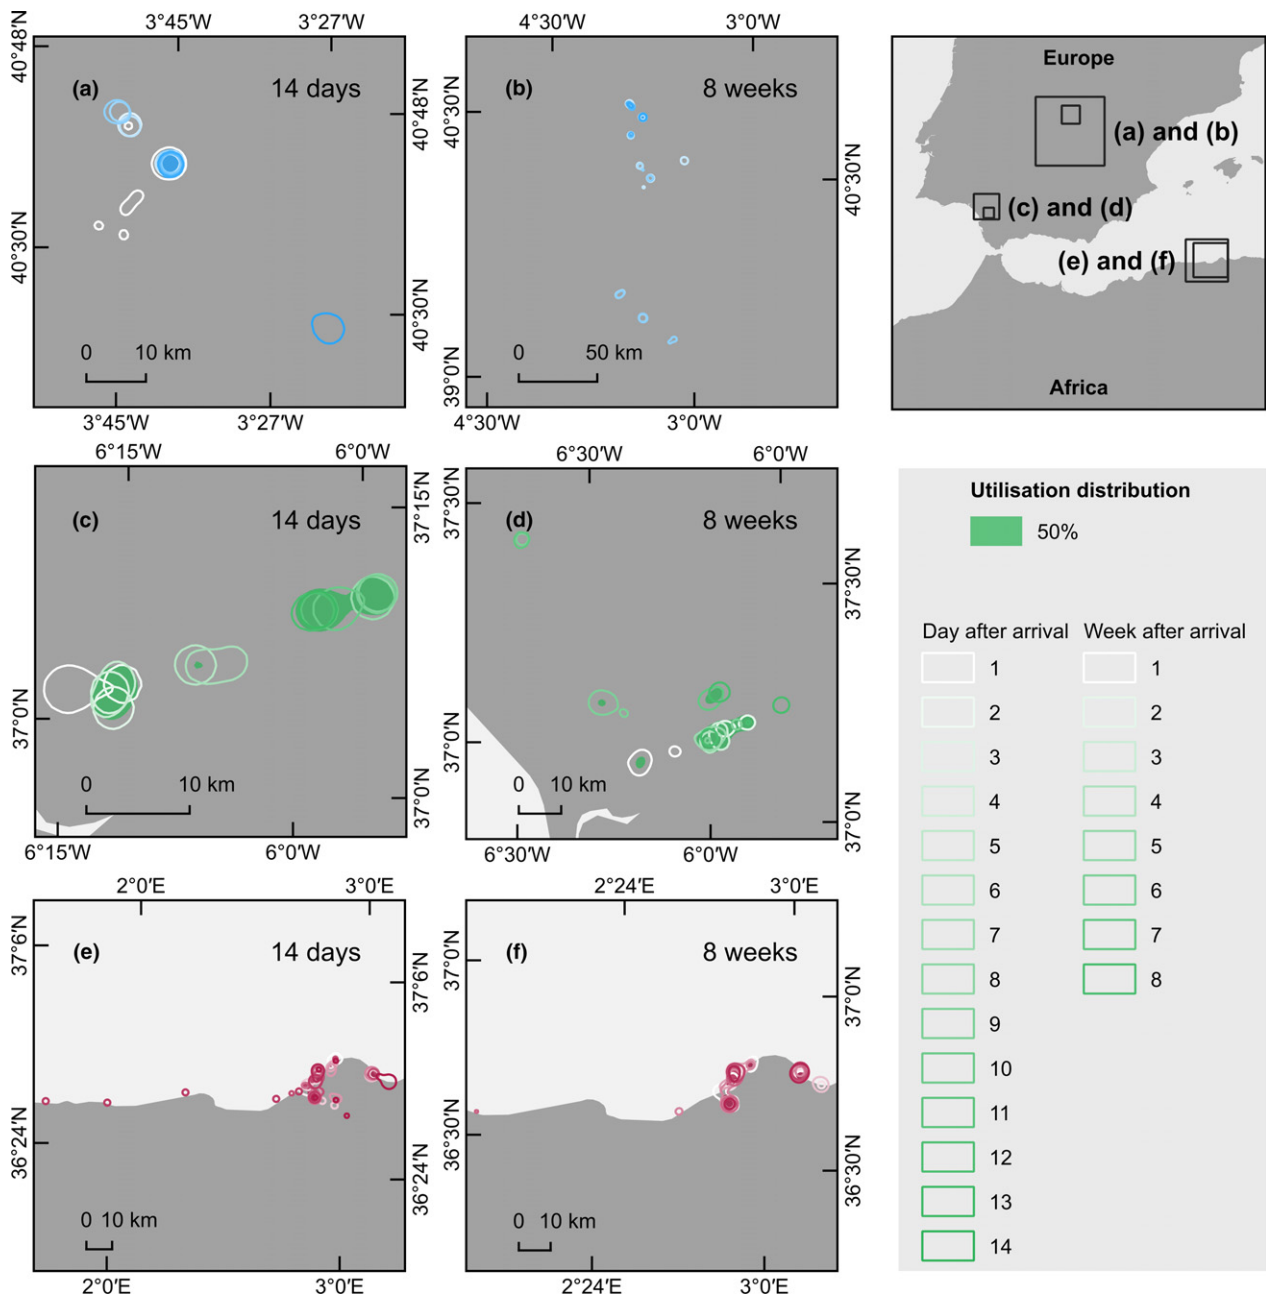 3°45′W 3°27′W
40°48′N
(a) 14 days
40°48′N
40°30′N
40°30′N
0 10 km
3°45′W 3°27′W
4°30′W 3°0′W
40°30′N
(b) 8 weeks
40°30′N
0 50 km
39°0′N
4°30′W 3°0′W
Europe
(a) and (b)
(c) and (d)
(e) and (f)
Africa
6°15′W 6°0′W
37°15′N
(c) 14 days
37°0′N
0 10 km
37°0′N
6°15′W 6°0′W
6°30′W 6°0′W
37°30′N
(d) 8 weeks
37°30′N
37°0′N
0 10 km
37°0′N
6°30′W 6°0′W
2°0′E 3°0′E
37°6′N
(e) 14 days
37°6′N
36°24′N
36°24′N
0 10 km
2°0′E 3°0′E
2°24′E 3°0′E
37°0′N
(f) 8 weeks
37°0′N
36°30′N
36°30′N
0 10 km
2°24′E 3°0′E
Utilisation distribution
50%
Day after arrival Week after arrival
1 1
2 2
3 3
4 4
5 5
6 6
7 7
8 8
9
10
11
12
13
14